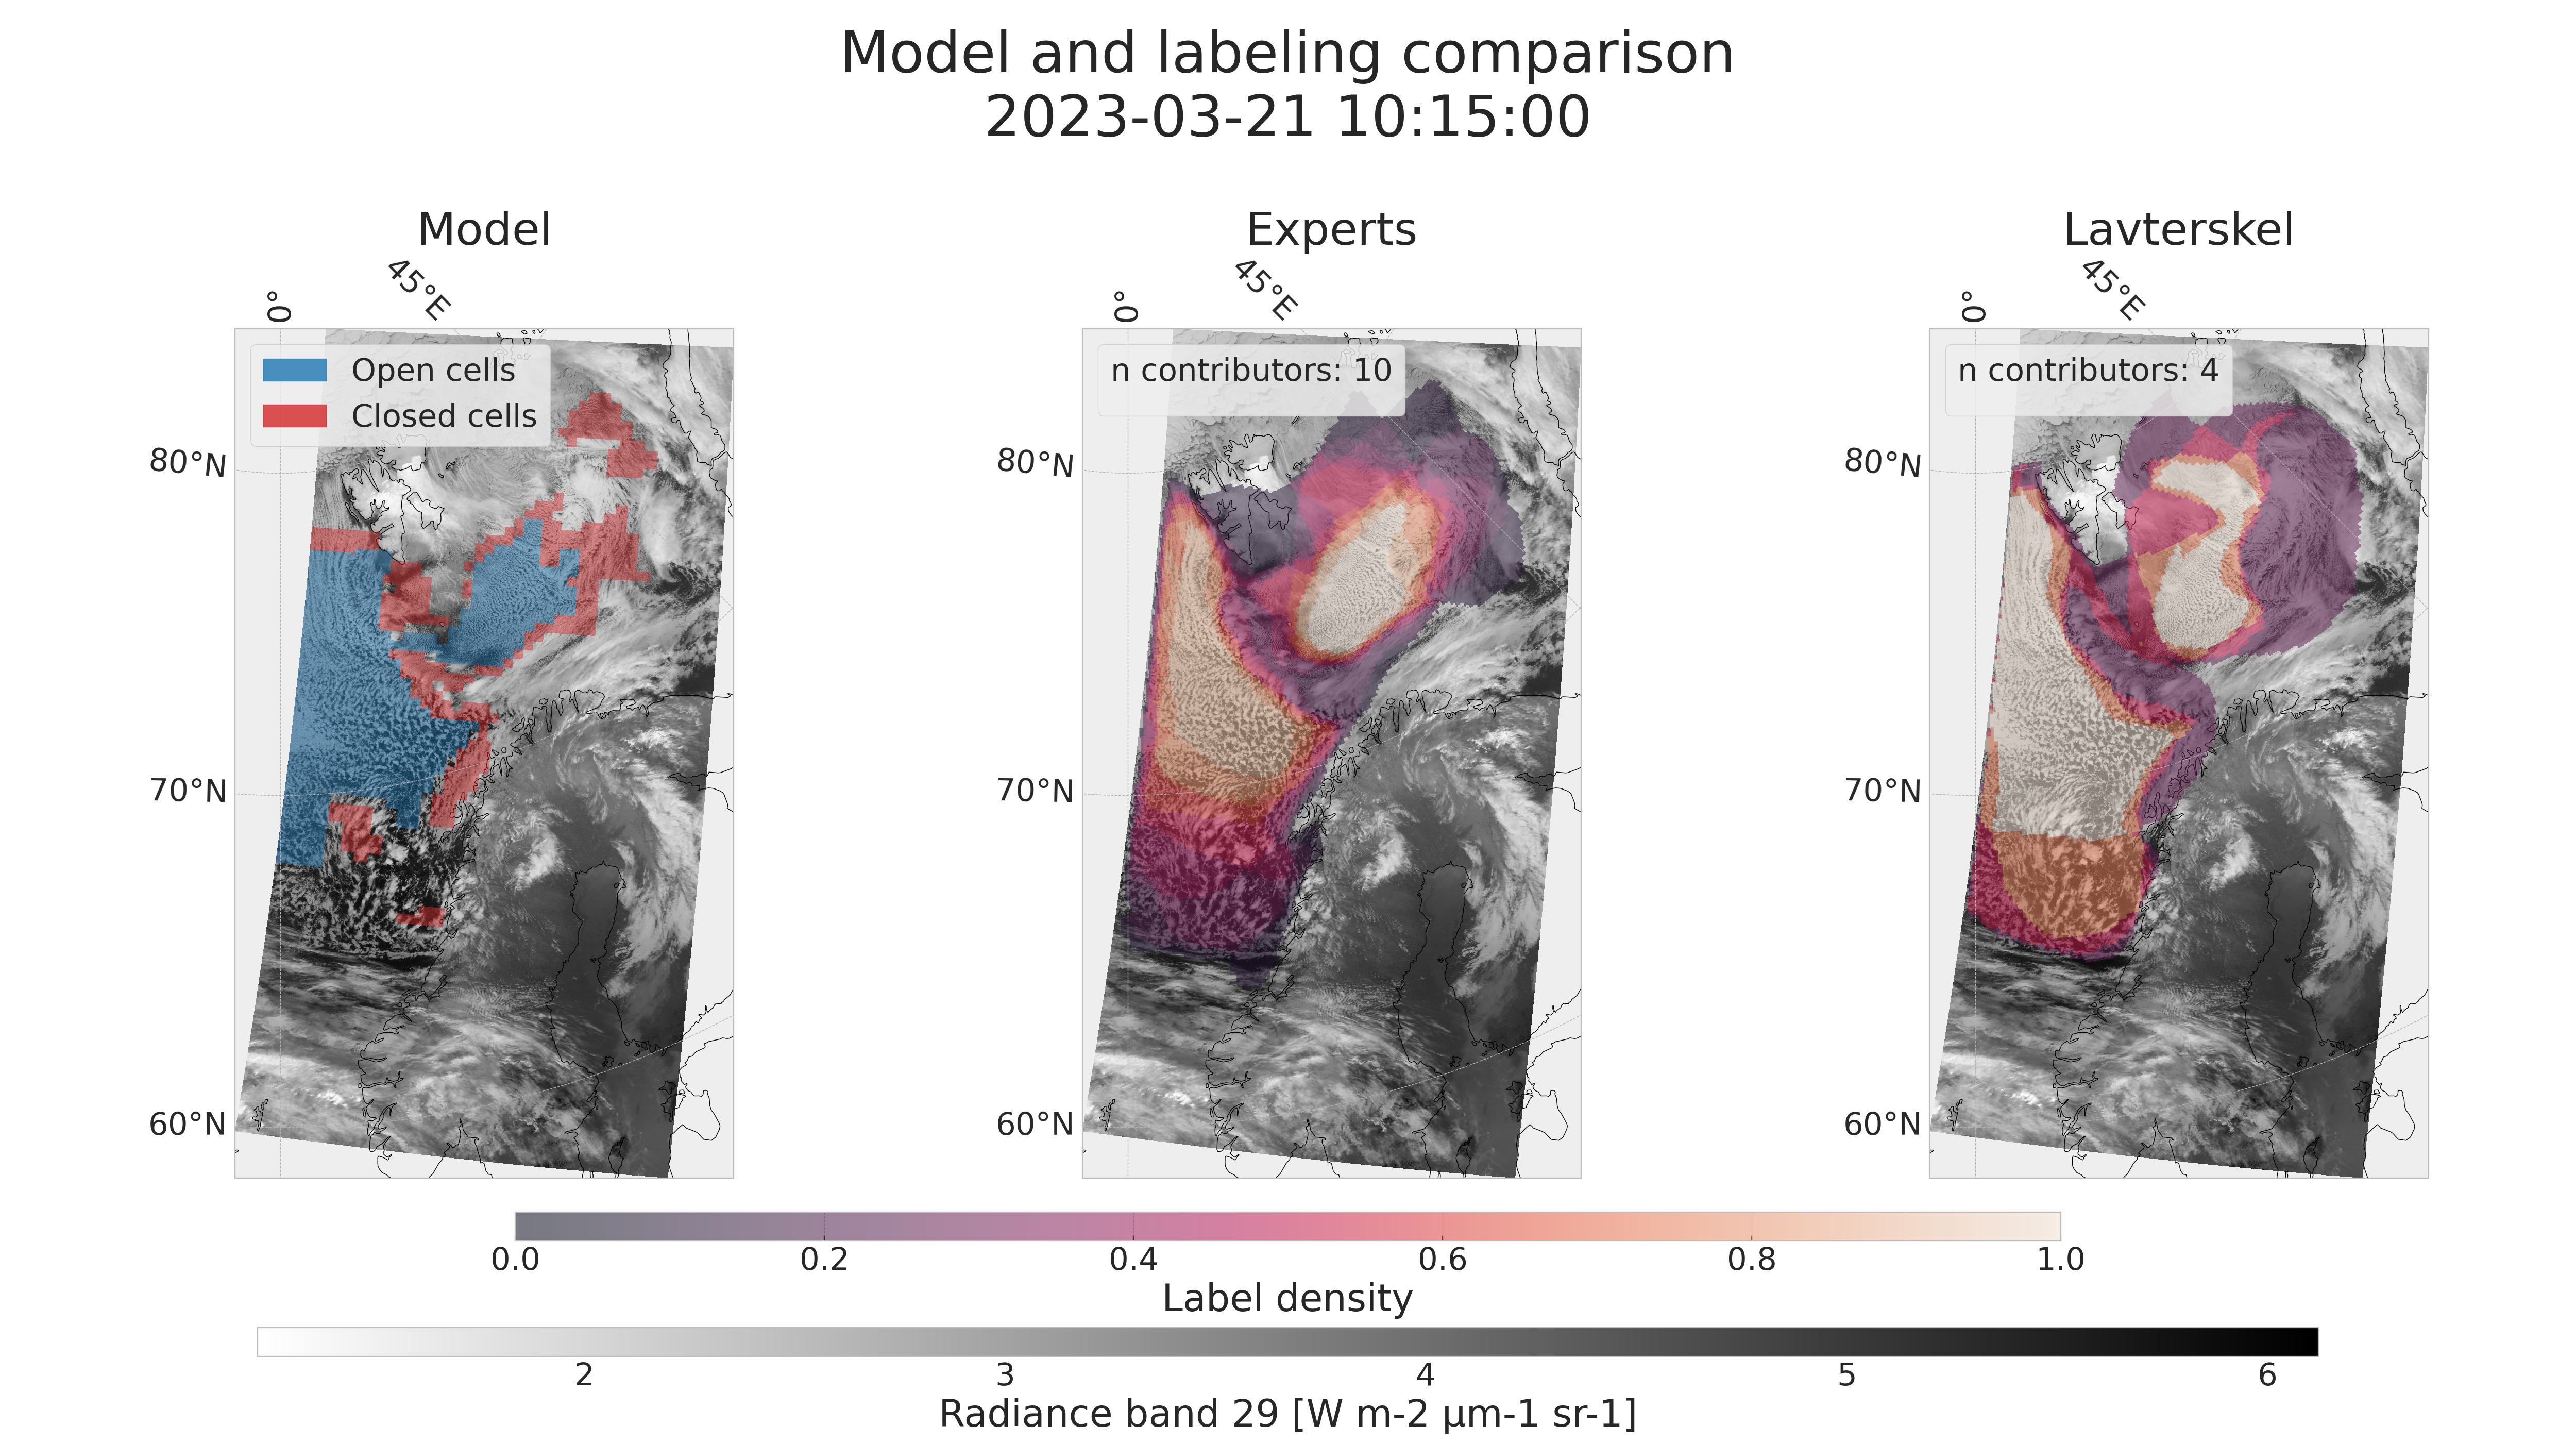 Model and labeling comparison
2023-03-21 10:15:00
Model
0°
45°E
Open cells
Closed cells
80°N
70°N
60°N
Experts
0°
45°E
n contributors: 10
80°N
70°N
60°N
Lavterskel
0°
45°E
n contributors: 4
80°N
70°N
60°N
0.0 0.2 0.4 0.6 0.8 1.0
Label density
2 3 4 5 6
Radiance band 29 [W m-2 µm-1 sr-1]